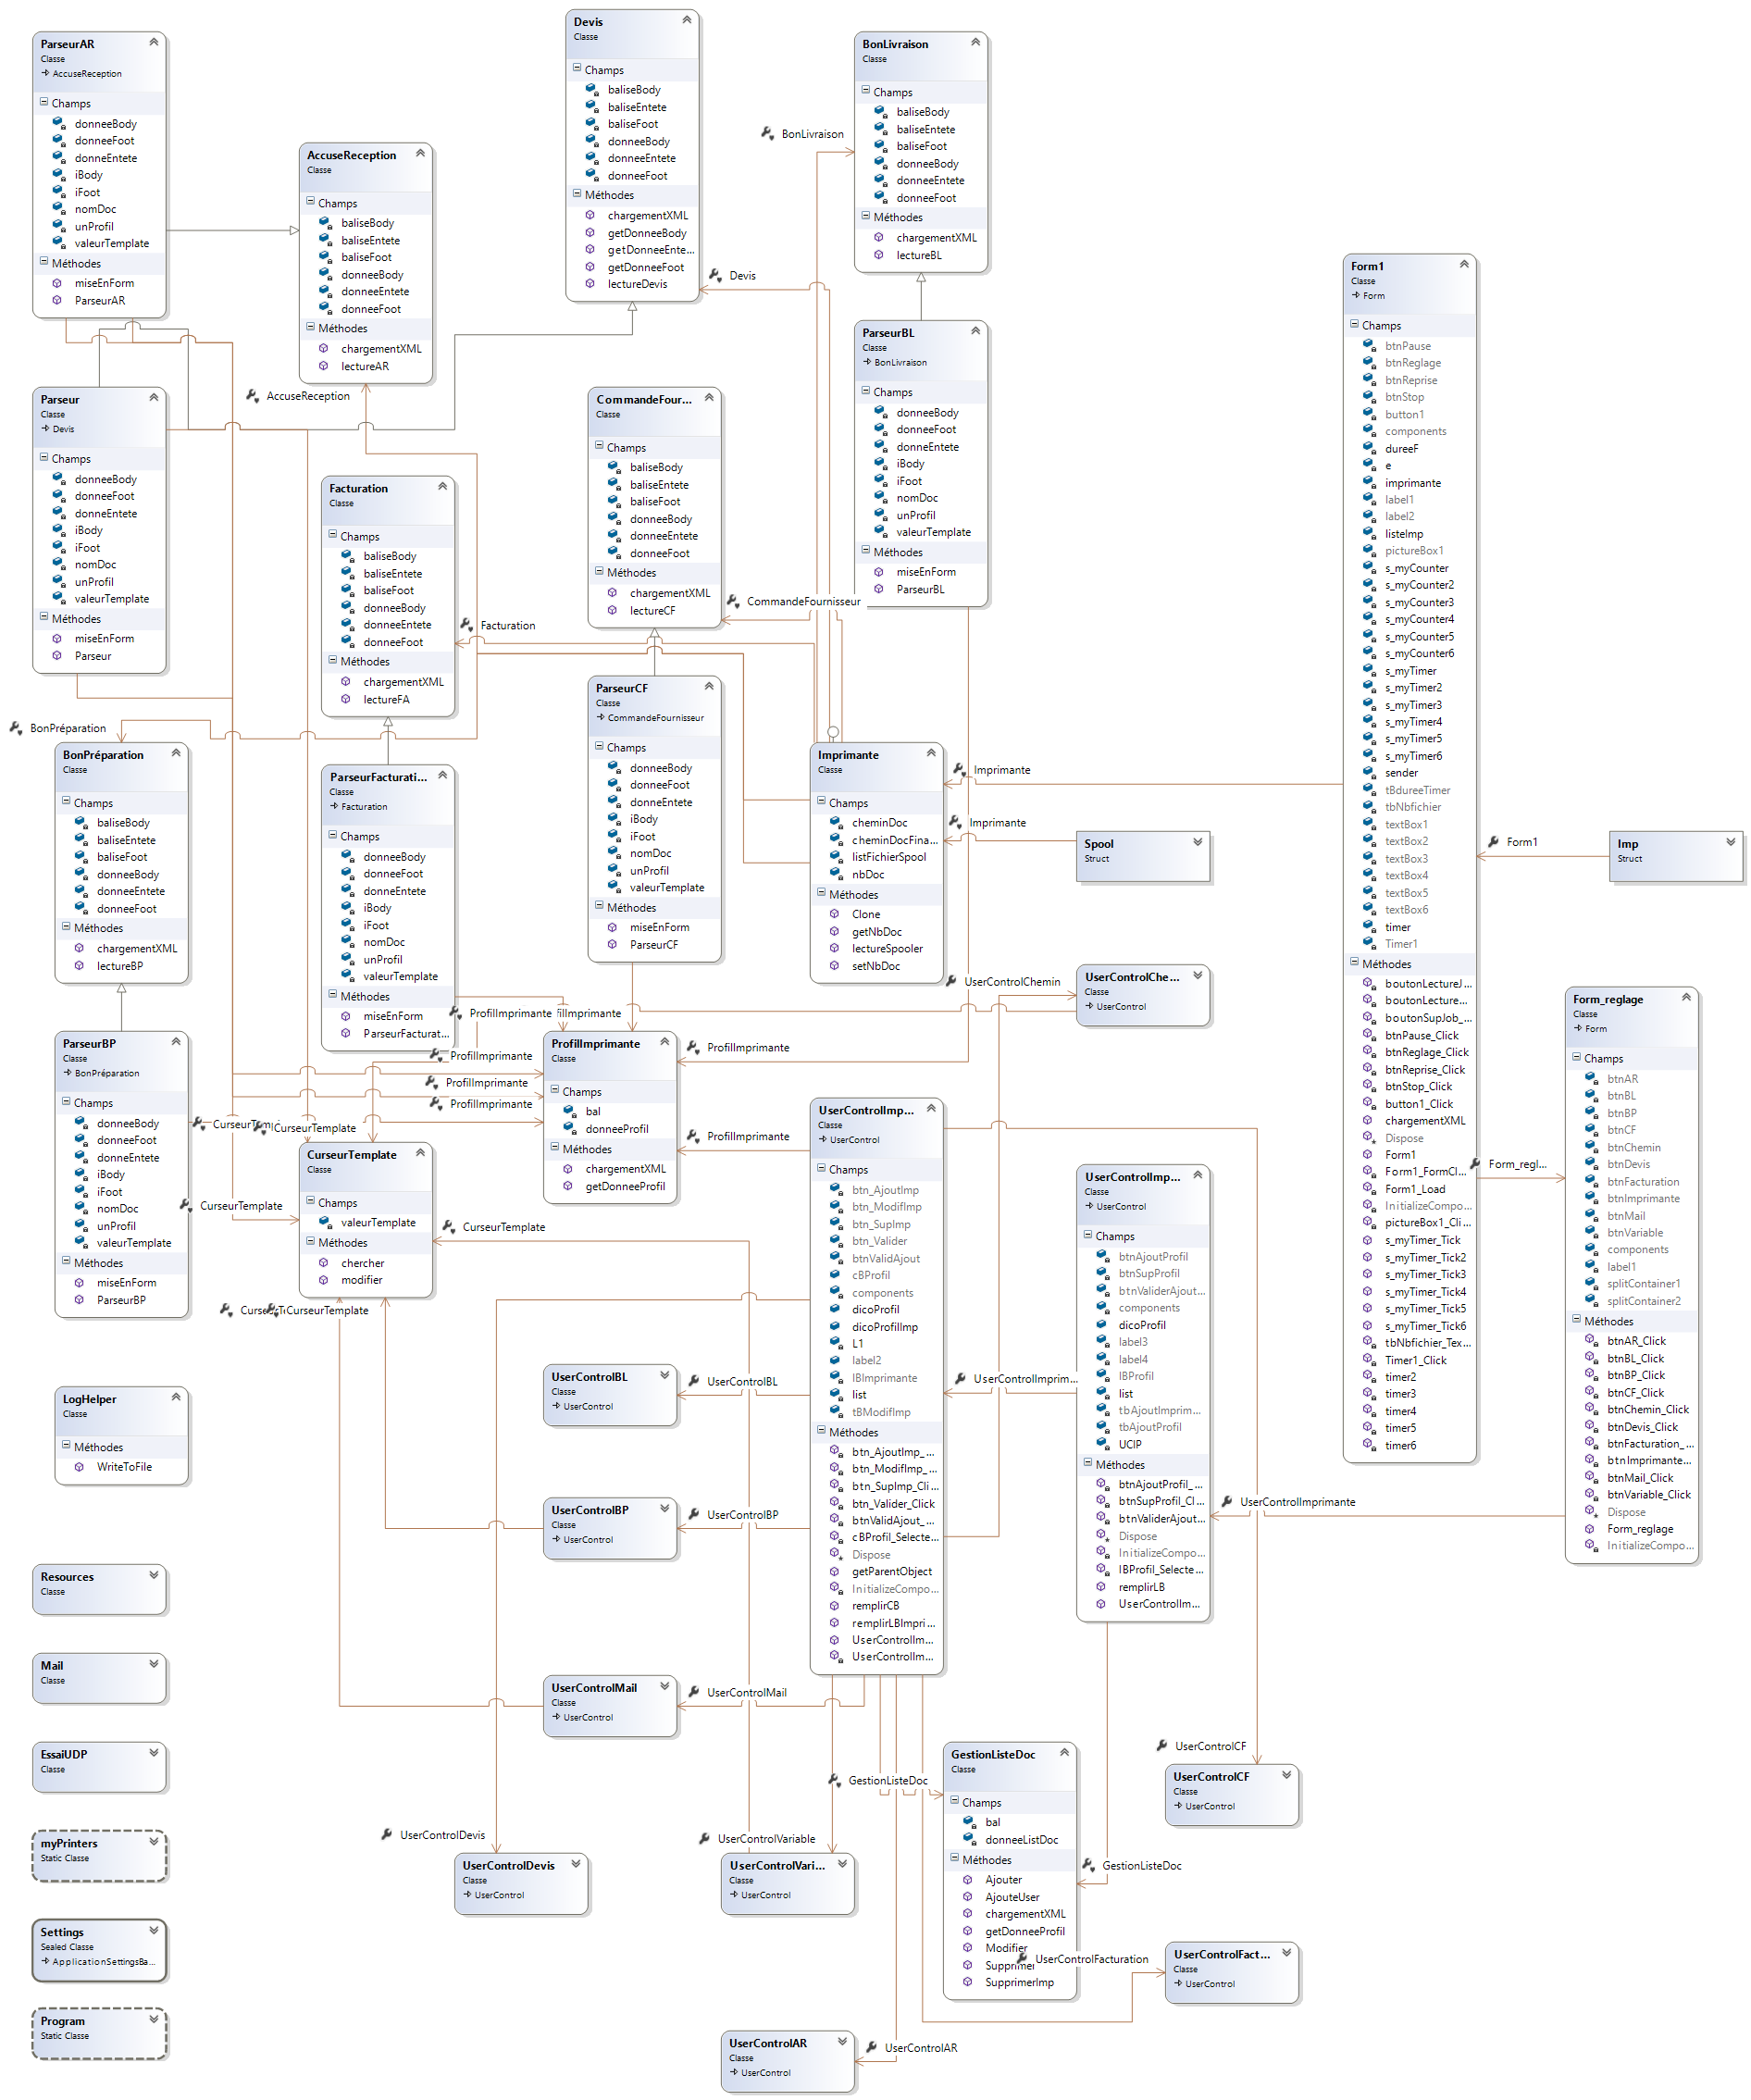 ParseurAR
Classe
AccuseReception
Champs
donneeBody
donneeFoot
donneEntete
iBody
iFoot
nomDoc
unProfil
valeurTemplate
Méthodes
miseEnForm
ParseurAR
AccuseReception
Classe
Champs
baliseBody
baliseEntete
baliseFoot
donneeBody
donneeEntete
donneeFoot
Méthodes
chargementXML
lectureAR
AccuseReception
Devis
Classe
Champs
baliseBody
baliseEntete
baliseFoot
donneeBody
donneeEntete
donneeFoot
Méthodes
chargementXML
getDonneeBody
getDonneeEnte...
getDonneeFoot
lectureDevis
Devis
BonLivraison
BonLivraison
Classe
Champs
baliseBody
baliseEntete
baliseFoot
donneeBody
donneeEntete
donneeFoot
Méthodes
chargementXML
lectureBL
ParseurBL
Classe
BonLivraison
Champs
donneeBody
donneeFoot
donneEntete
iBody
iFoot
nomDoc
unProfil
valeurTemplate
Méthodes
miseEnForm
ParseurBL
Parseur
Classe
Devis
Champs
donneeBody
donneeFoot
donneEntete
iBody
iFoot
nomDoc
unProfil
valeurTemplate
Méthodes
miseEnForm
Parseur
CommandeFour...
Classe
Champs
baliseBody
baliseEntete
baliseFoot
donneeBody
donneeEntete
donneeFoot
Méthodes
chargementXML
lectureCF
CommandeFournisseur
Facturation
Classe
Champs
baliseBody
baliseEntete
baliseFoot
donneeBody
donneeEntete
donneeFoot
Méthodes
chargementXML
lectureFA
Facturation
ParseurCF
Classe
CommandeFournisseur
Champs
donneeBody
donneeFoot
donneEntete
iBody
iFoot
nomDoc
unProfil
valeurTemplate
Méthodes
miseEnForm
ParseurCF
BonPréparation
BonPréparation
Classe
Champs
baliseBody
baliseEntete
baliseFoot
donneeBody
donneeEntete
donneeFoot
Méthodes
chargementXML
lectureBP
ParseurFacturati...
Classe
Facturation
Champs
donneeBody
donneeFoot
donneEntete
iBody
iFoot
nomDoc
unProfil
valeurTemplate
Méthodes
miseEnForm
ParseurFacturat...
Imprimante
Classe
Champs
cheminDoc
cheminDocFina...
listFichierSpool
nbDoc
Méthodes
Clone
getNbDoc
lectureSpooler
setNbDoc
Imprimante
Imprimante
Spool
Struct
Form1
Classe
Form
Champs
btnPause
btnReglage
btnReprise
btnStop
button1
components
dureeF
e
imprimante
label1
label2
listeImp
pictureBox1
s_myCounter
s_myCounter2
s_myCounter3
s_myCounter4
s_myCounter5
s_myCounter6
s_myTimer
s_myTimer2
s_myTimer3
s_myTimer4
s_myTimer5
s_myTimer6
sender
tBdureeTimer
tbNbfichier
textBox1
textBox2
textBox3
textBox4
textBox5
textBox6
timer
Timer1
Méthodes
boutonLectureJ...
boutonLecture...
boutonSupJob_...
btnPause_Click
btnReglage_Click
btnReprise_Click
btnStop_Click
button1_Click
chargementXML
Dispose
Form1
Form1_FormCl...
Form1_Load
InitializeCompo...
pictureBox1_Cli...
s_myTimer_Tick
s_myTimer_Tick2
s_myTimer_Tick3
s_myTimer_Tick4
s_myTimer_Tick5
s_myTimer_Tick6
tbNbfichier_Tex...
Timer1_Click
timer2
timer3
timer4
timer5
timer6
Form1
Imp
Struct
Form_regl...
Form_reglage
Classe
Form
Champs
btnAR
btnBL
btnBP
btnCF
btnChemin
btnDevis
btnFacturation
btnImprimante
btnMail
btnVariable
components
label1
splitContainer1
splitContainer2
Méthodes
btnAR_Click
btnBL_Click
btnBP_Click
btnCF_Click
btnChemin_Click
btnDevis_Click
btnFacturation_...
btnImprimante...
btnMail_Click
btnVariable_Click
Dispose
Form_reglage
InitializeCompo...
UserControlChemin
UserControlChe...
Classe
UserControl
ParseurBP
Classe
BonPréparation
Champs
donneeBody
donneeFoot
donneEntete
iBody
iFoot
nomDoc
unProfil
valeurTemplate
Méthodes
miseEnForm
ParseurBP
ProfilImprimante
ProfilImprimante
ProfilImprimante
ProfilImprimante
ProfilImprimante
ProfilImprimante
ProfilImprimante
Classe
Champs
bal
donneeProfil
Méthodes
chargementXML
getDonneeProfil
CurseurTemplate
CurseurTemplate
Classe
Champs
valeurTemplate
Méthodes
chercher
modifier
CurseurTemplate
CurseurTemplate
CurseurTemplate
UserControlImp...
Classe
UserControl
Champs
btn_AjoutImp
btn_ModifImp
btn_SupImp
btn_Valider
btnValidAjout
cBProfil
components
dicoProfil
dicoProfilImp
L1
label2
lBImprimante
list
tBModifImp
Méthodes
btn_AjoutImp_...
btn_ModifImp_...
btn_SupImp_Cli...
btn_Valider_Click
btnValidAjout_...
cBProfil_Selecte...
Dispose
getParentObject
InitializeCompo...
remplirCB
remplirLBImpri...
UserControlIm...
UserControlIm...
UserControlImp...
Classe
UserControl
Champs
btnAjoutProfil
btnSupProfil
btnValiderAjout...
components
dicoProfil
label3
label4
lBProfil
list
tbAjoutImprim...
tbAjoutProfil
UCIP
Méthodes
btnAjoutProfil_...
btnSupProfil_Cl...
btnValiderAjout...
Dispose
InitializeCompo...
lBProfil_Selecte...
remplirLB
UserControlIm...
UserControlImprim...
UserControlImprimante
LogHelper
Classe
Méthodes
WriteToFile
UserControlBL
Classe
UserControl
UserControlBL
UserControlBP
Classe
UserControl
UserControlBP
Resources
Classe
Mail
Classe
UserControlMail
Classe
UserControl
UserControlMail
EssaiUDP
Classe
myPrinters
Static Classe
Settings
Sealed Classe
ApplicationSettingsBa...
Program
Static Classe
UserControlDevis
UserControlDevis
Classe
UserControl
UserControlVariable
UserControlVari...
Classe
UserControl
GestionListeDoc
GestionListeDoc
Classe
Champs
bal
donneeListDoc
Méthodes
Ajouter
AjouteUser
chargementXML
getDonneeProfil
Modifier
Supprimer
SupprimerImp
GestionListeDoc
UserControlCF
UserControlCF
Classe
UserControl
UserControlFacturation
UserControlFact...
Classe
UserControl
UserControlAR
Classe
UserControl
UserControlAR